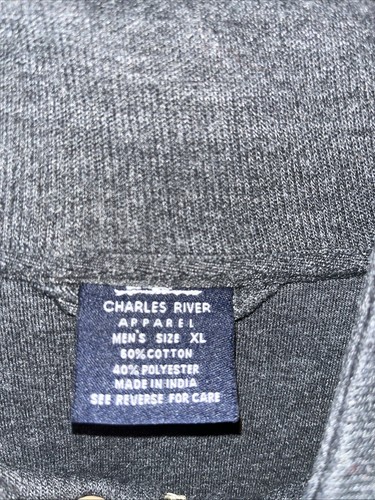 CHARLES RIVER
APPAREL
MEN'S SIZE XL
60% COTTON
40% POLYESTER
MADE IN INDIA
SEE REVERSE FOR CARE